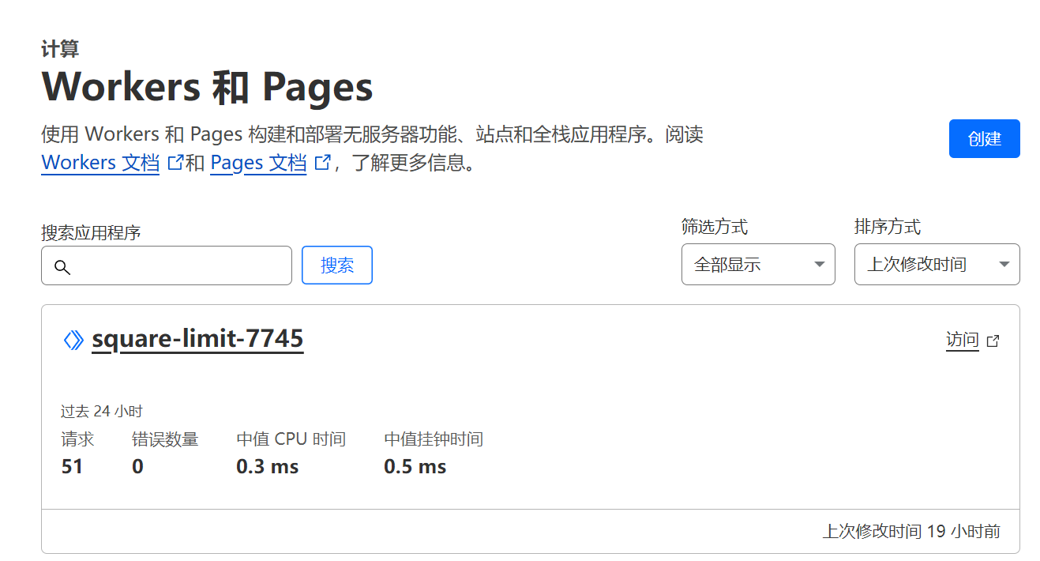 计算
Workers 和 Pages
使用 Workers 和 Pages 构建和部署无服务器功能、站点和全栈应用程序。阅读
Workers 文档 和 Pages 文档 ，了解更多信息。
创建
搜索应用程序
搜索
筛选方式
全部显示
排序方式
上次修改时间
square-limit-7745
访问
过去 24 小时
请求 错误数量 中值 CPU 时间 中值挂钟时间
51 0 0.3 ms 0.5 ms
上次修改时间 19 小时前